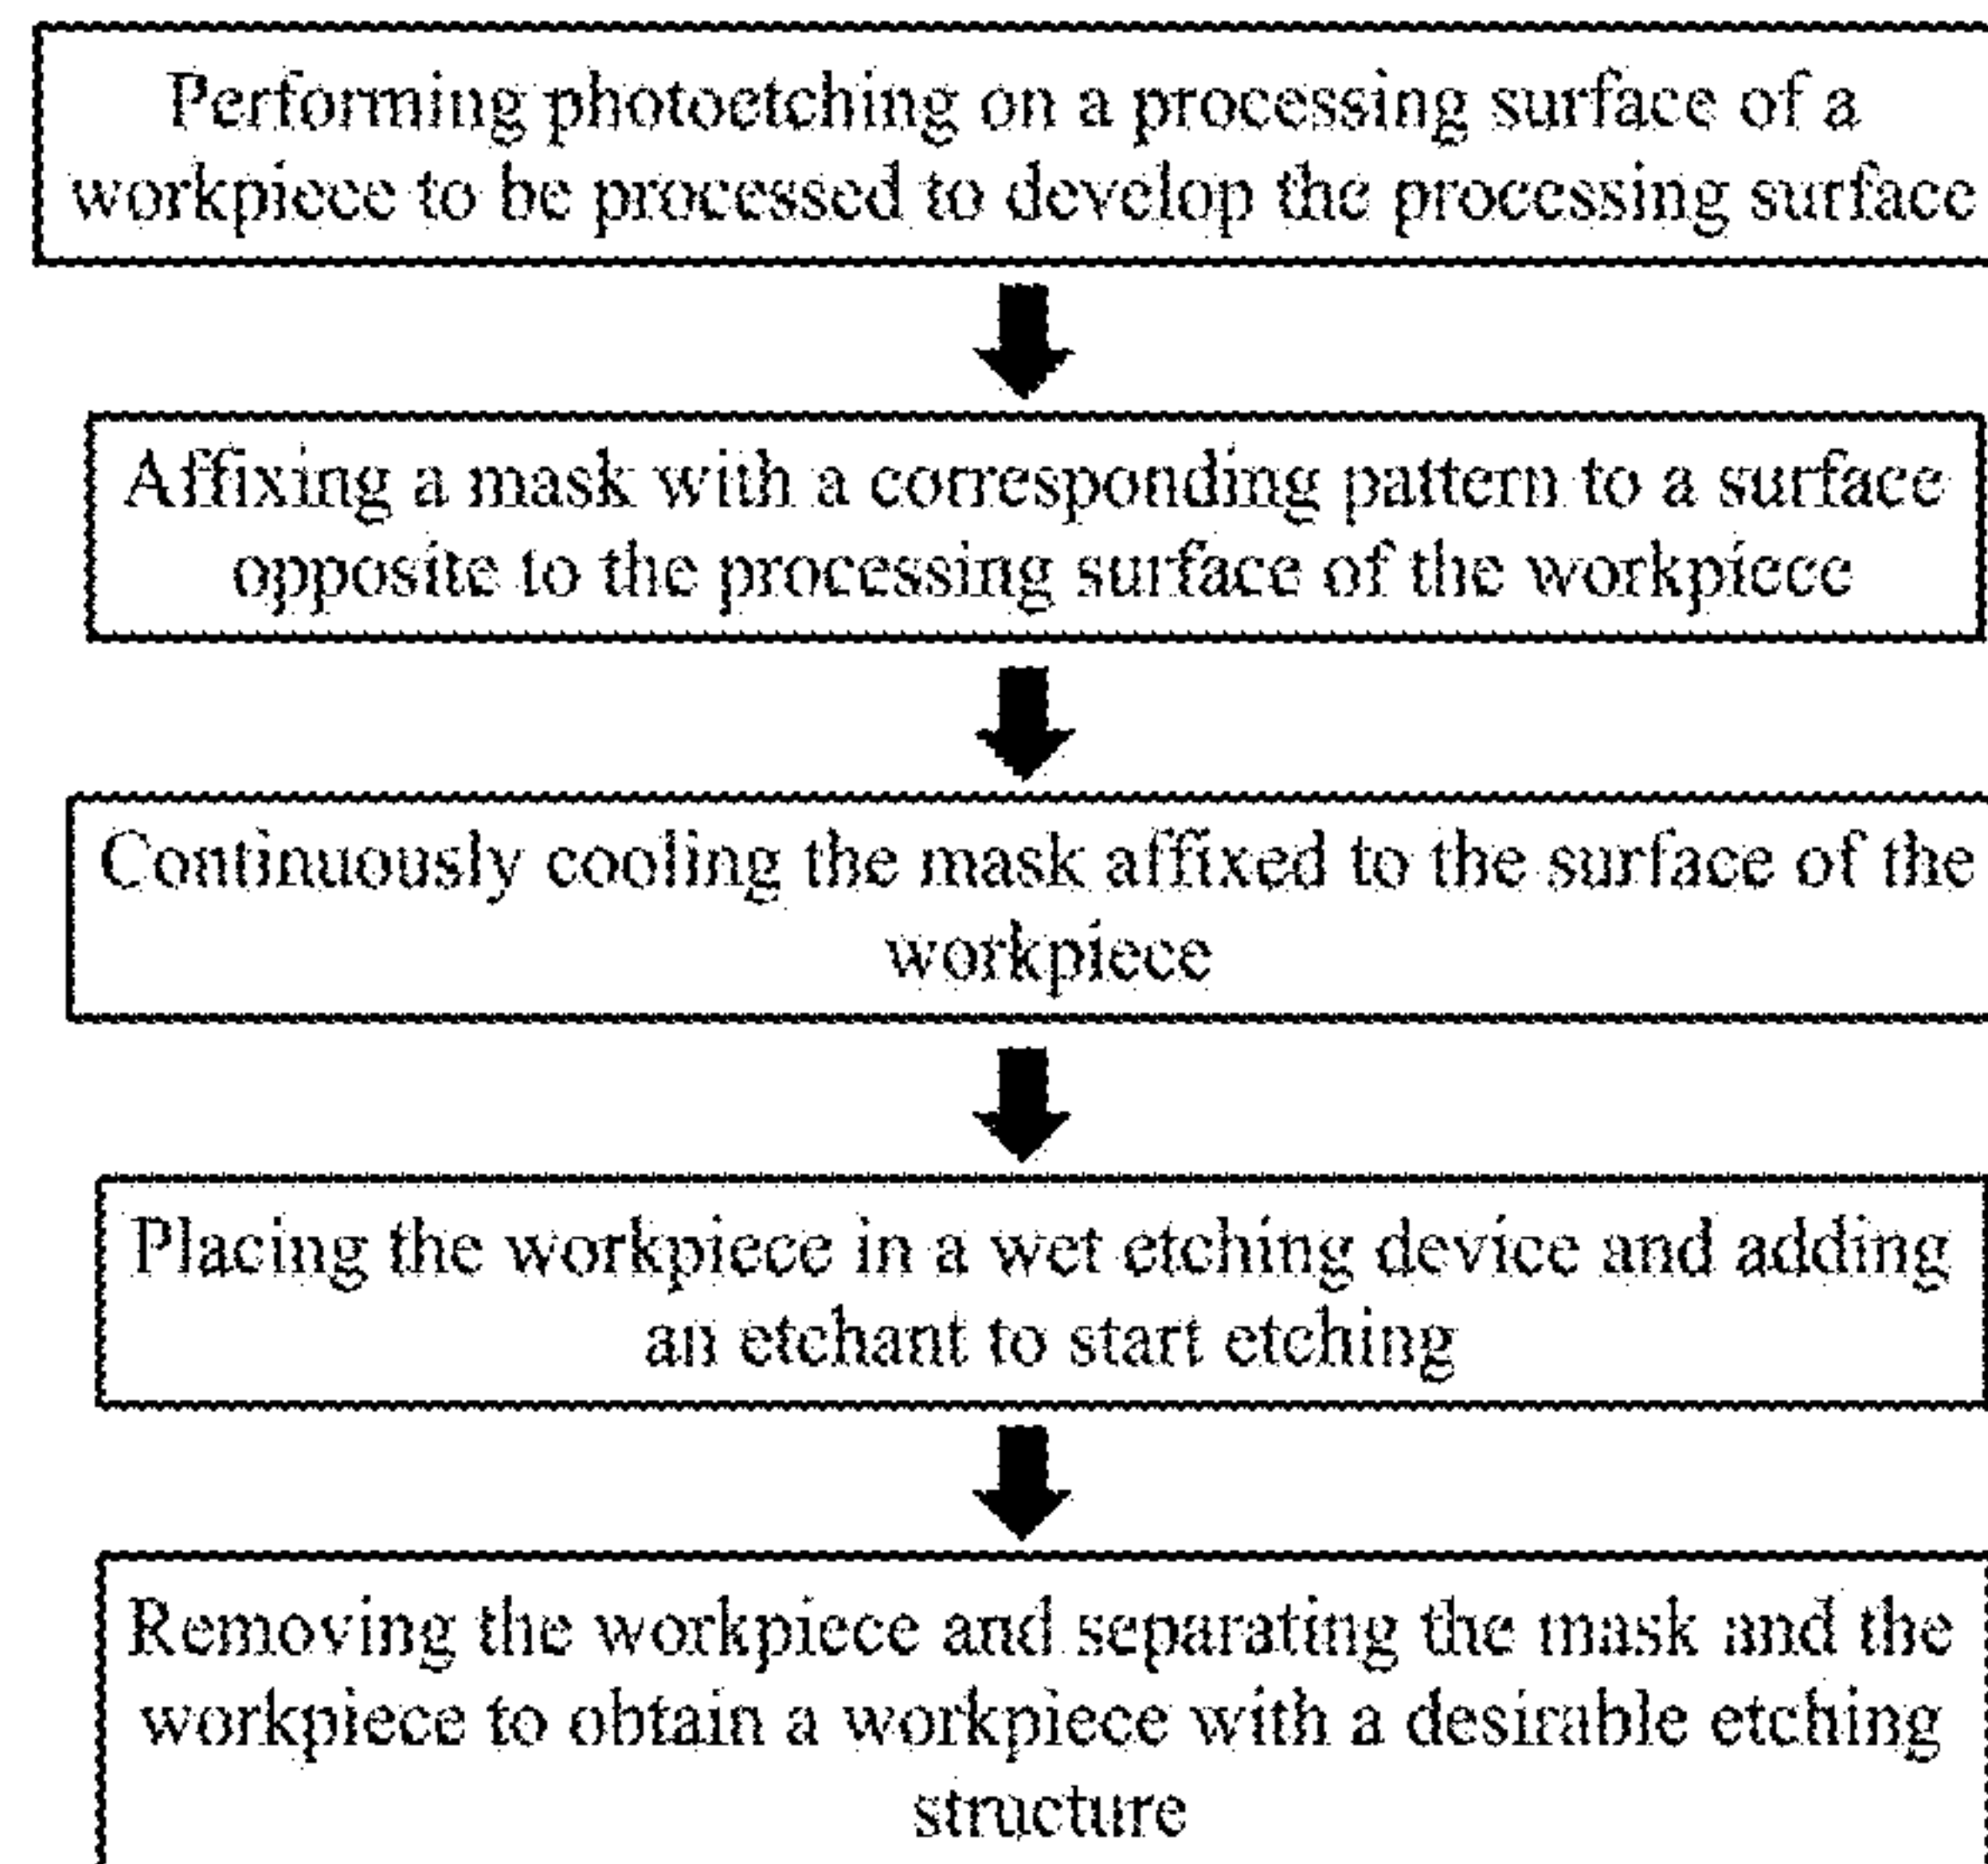 Performing photoetching on a processing surface of a
workpiece to be processed to develop the processing surface
Affixing a mask with a corresponding pattern to a surface
opposite to the processing surface of the workpiece
Continuously cooling the mask affixed to the surface of the
workpiece
Placing the workpiece in a wet etching device and adding
an etchant to start etching
Removing the workpiece and separating the mask and the
workpiece to obtain a workpiece with a desirable etching
structure